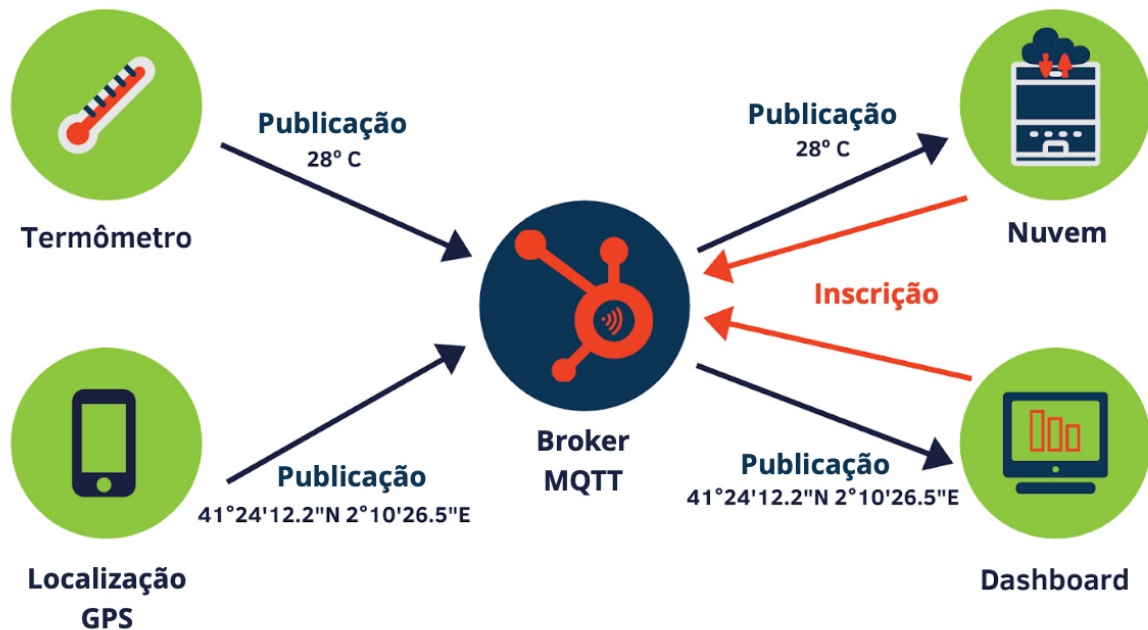 Publicação
28º C
Termômetro
Publicação
28º C
Nuvem
Inscrição
Broker
MQTT
Publicação
41°24'12.2"N 2°10'26.5"E
Localização
GPS
Publicação
41°24'12.2"N 2°10'26.5"E
Dashboard